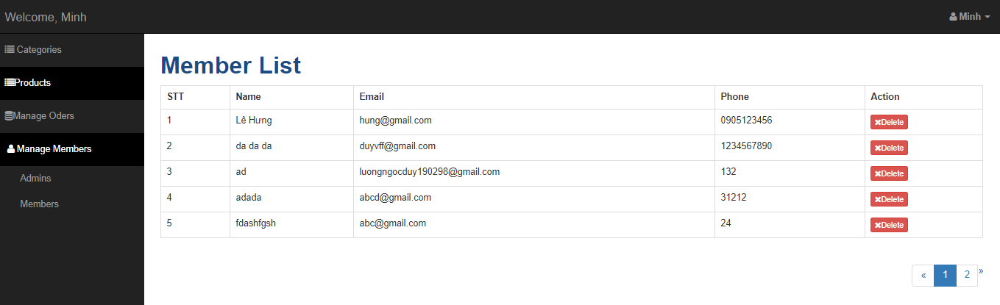 Welcome, Minh
Minh
Categories
Products
Manage Oders
Manage Members
Admins
Members
Member List
STT Name Email Phone Action
1 Lê Hưng hung@gmail.com 0905123456 Delete
2 da da da duyvff@gmail.com 1234567890 Delete
3 ad luongngocduy190298@gmail.com 132 Delete
4 adada abcd@gmail.com 31212 Delete
5 fdashfgsh abc@gmail.com 24 Delete
« 1 2 »